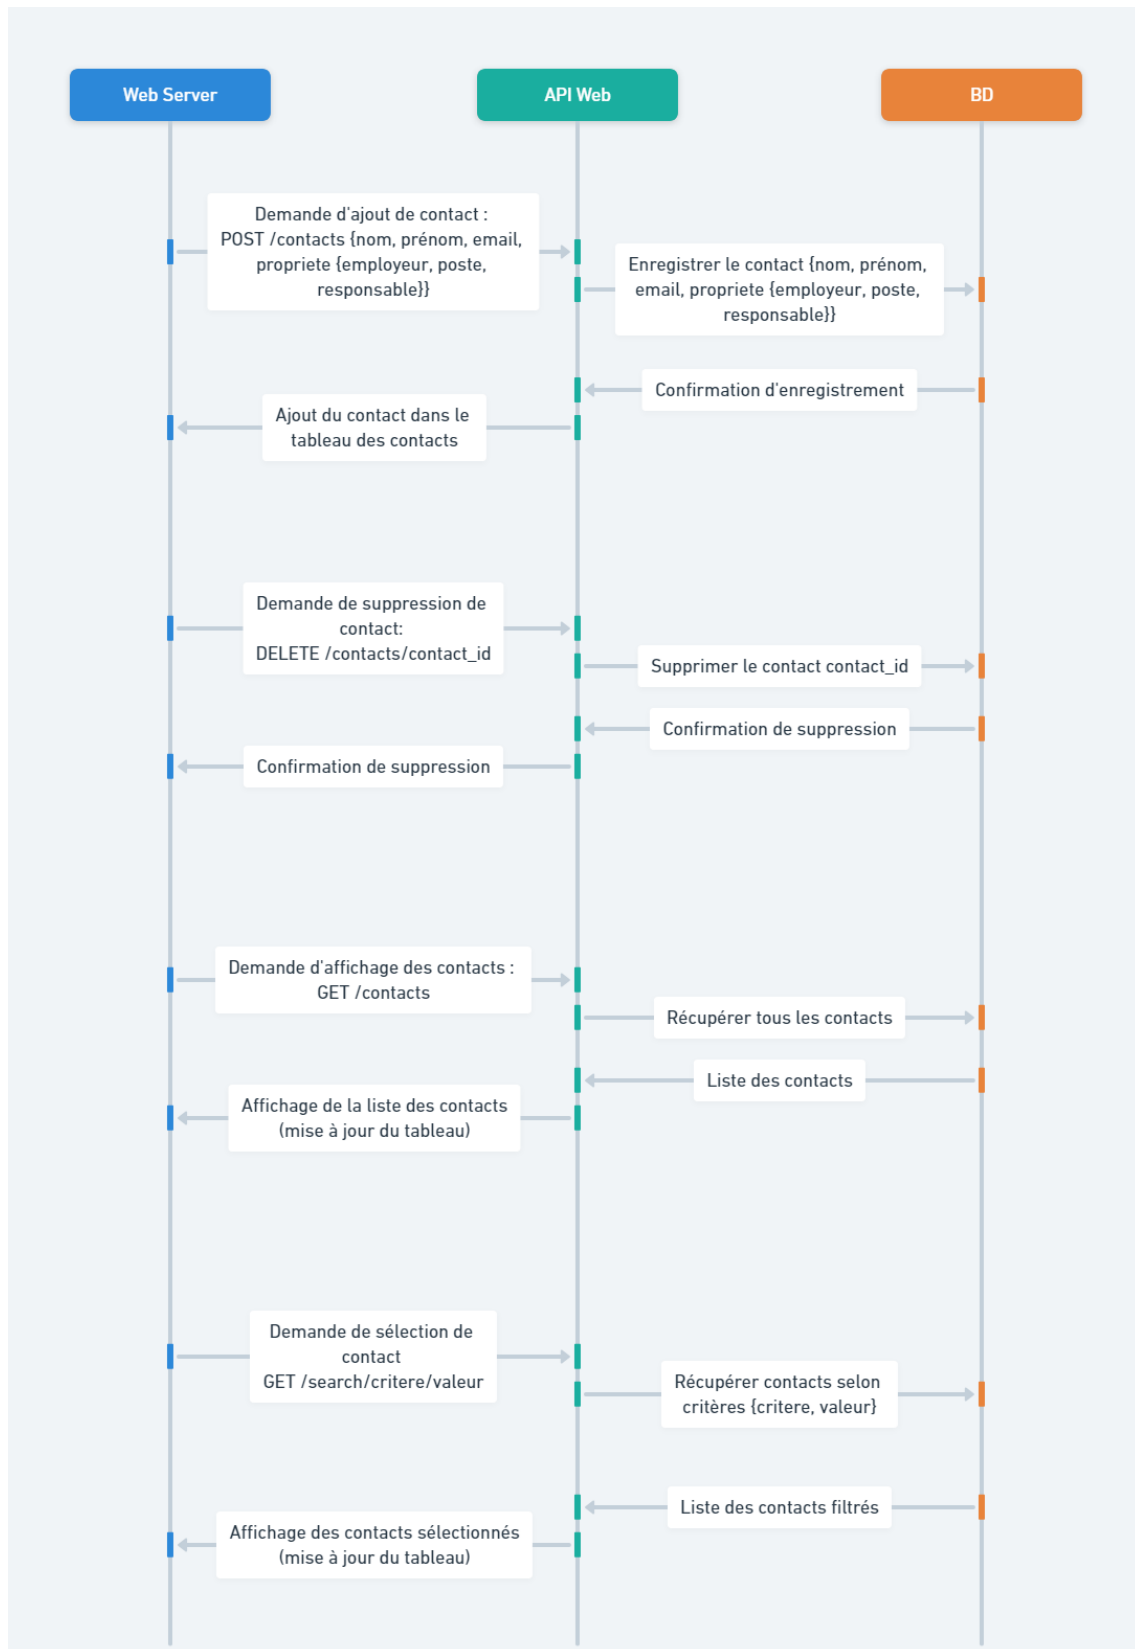 Web Server
API Web
BD
Demande d'ajout de contact :
POST /contacts {nom, prénom, email,
propriete {employeur, poste,
responsable}}
Enregistrer le contact {nom, prénom,
email, propriete {employeur, poste,
responsable}}
Confirmation d'enregistrement
Ajout du contact dans le
tableau des contacts
Demande de suppression de
contact:
DELETE /contacts/contact_id
Supprimer le contact contact_id
Confirmation de suppression
Confirmation de suppression
Demande d'affichage des contacts :
GET /contacts
Récupérer tous les contacts
Liste des contacts
Affichage de la liste des contacts
(mise à jour du tableau)
Demande de sélection de
contact
GET /search/critere/valeur
Récupérer contacts selon
critères {critere, valeur}
Liste des contacts filtrés
Affichage des contacts sélectionnés
(mise à jour du tableau)